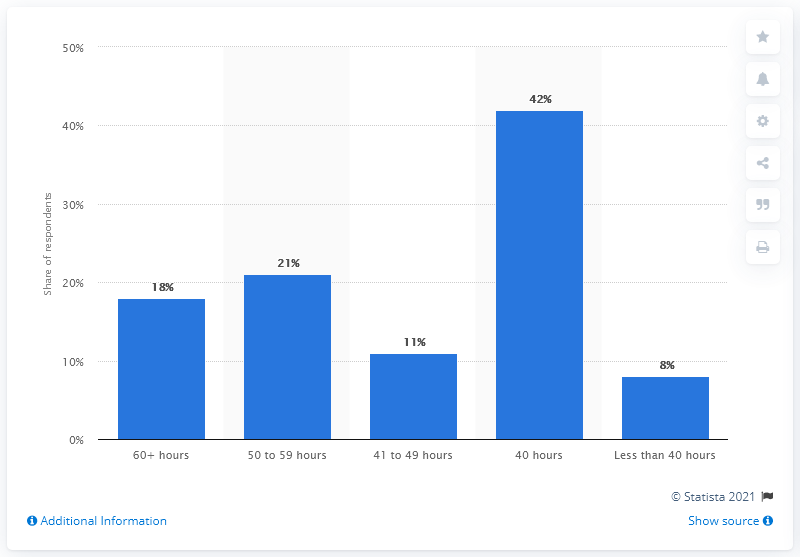 50%
40%
30%
20%
10%
0%
Share of respondents
18%
21%
11%
42%
8%
60+ hours
50 to 59 hours
41 to 49 hours
40 hours
Less than 40 hours
© Statista 2021
Additional Information
Show source